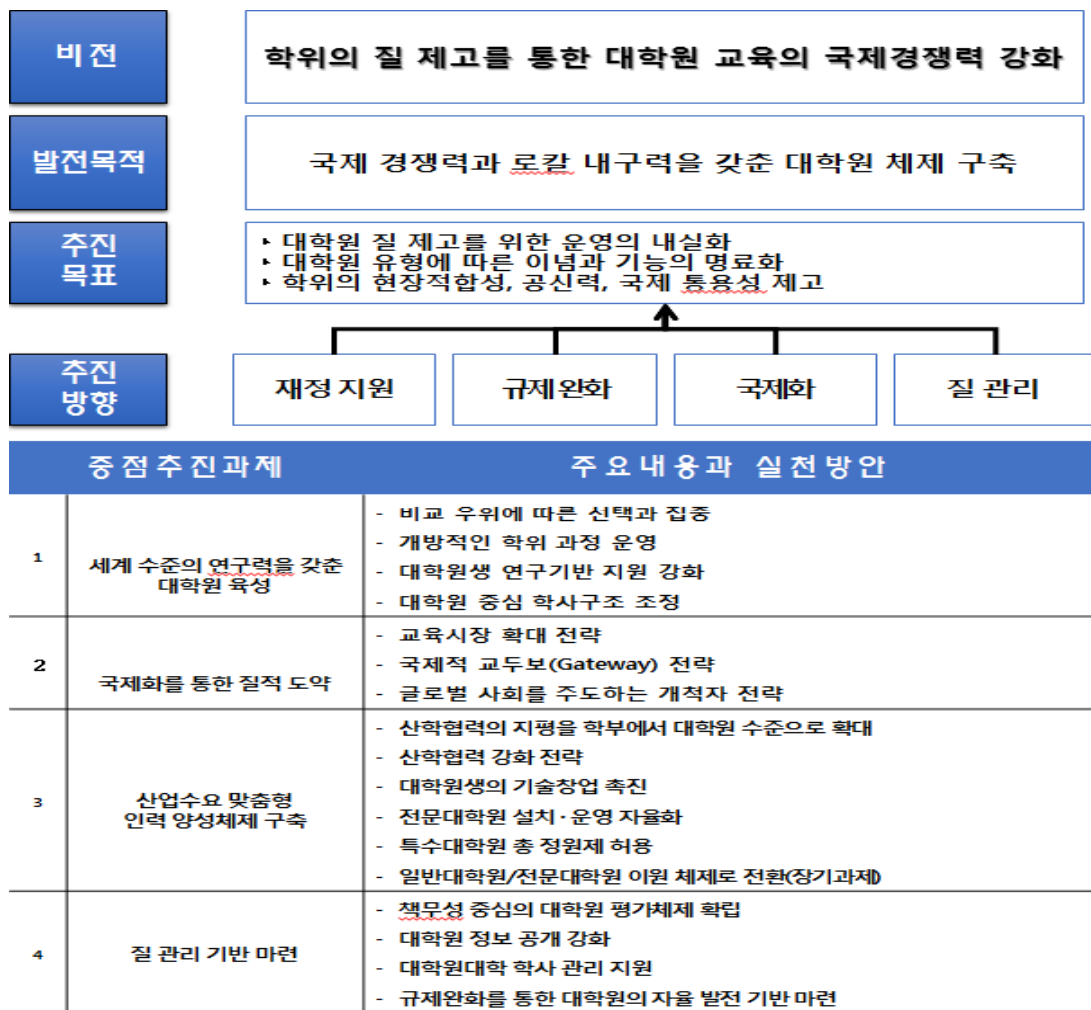 비전
학위의 질 제고를 통한 대학원 교육의 국제경쟁력 강화
발전목적
국제 경쟁력과 로칼 내구력을 갖춘 대학원 체제 구축
추진
목표
‣ 대학원 질 제고를 위한 운영의 내실화
‣ 대학원 유형에 따른 이념과 기능의 명료화
‣ 학위의 현장적합성, 공신력, 국제 통용성 제고
추진
방향
재정 지원
규제완화
국제화
질 관리
중점추진과제
주요내용과 실천방안
1
세계 수준의 연구력을 갖춘
대학원 육성
- 비교 우위에 따른 선택과 집중
- 개방적인 학위 과정 운영
- 대학원생 연구기반 지원 강화
- 대학원 중심 학사구조 조정
2
국제화를 통한 질적 도약
- 교육시장 확대 전략
- 국제적 교두보(Gateway) 전략
- 글로벌 사회를 주도하는 개척자 전략
3
산업수요 맞춤형
인력 양성체제 구축
- 산학협력의 지평을 학부에서 대학원 수준으로 확대
- 산학협력 강화 전략
- 대학원생의 기술창업 촉진
- 전문대학원 설치·운영 자율화
- 특수대학원 총 정원제 허용
- 일반대학원/전문대학원 이원 체제로 전환(장기과제)
4
질 관리 기반 마련
- 책무성 중심의 대학원 평가체제 확립
- 대학원 정보 공개 강화
- 대학원대학 학사 관리 지원
- 규제완화를 통한 대학원의 자율 발전 기반 마련